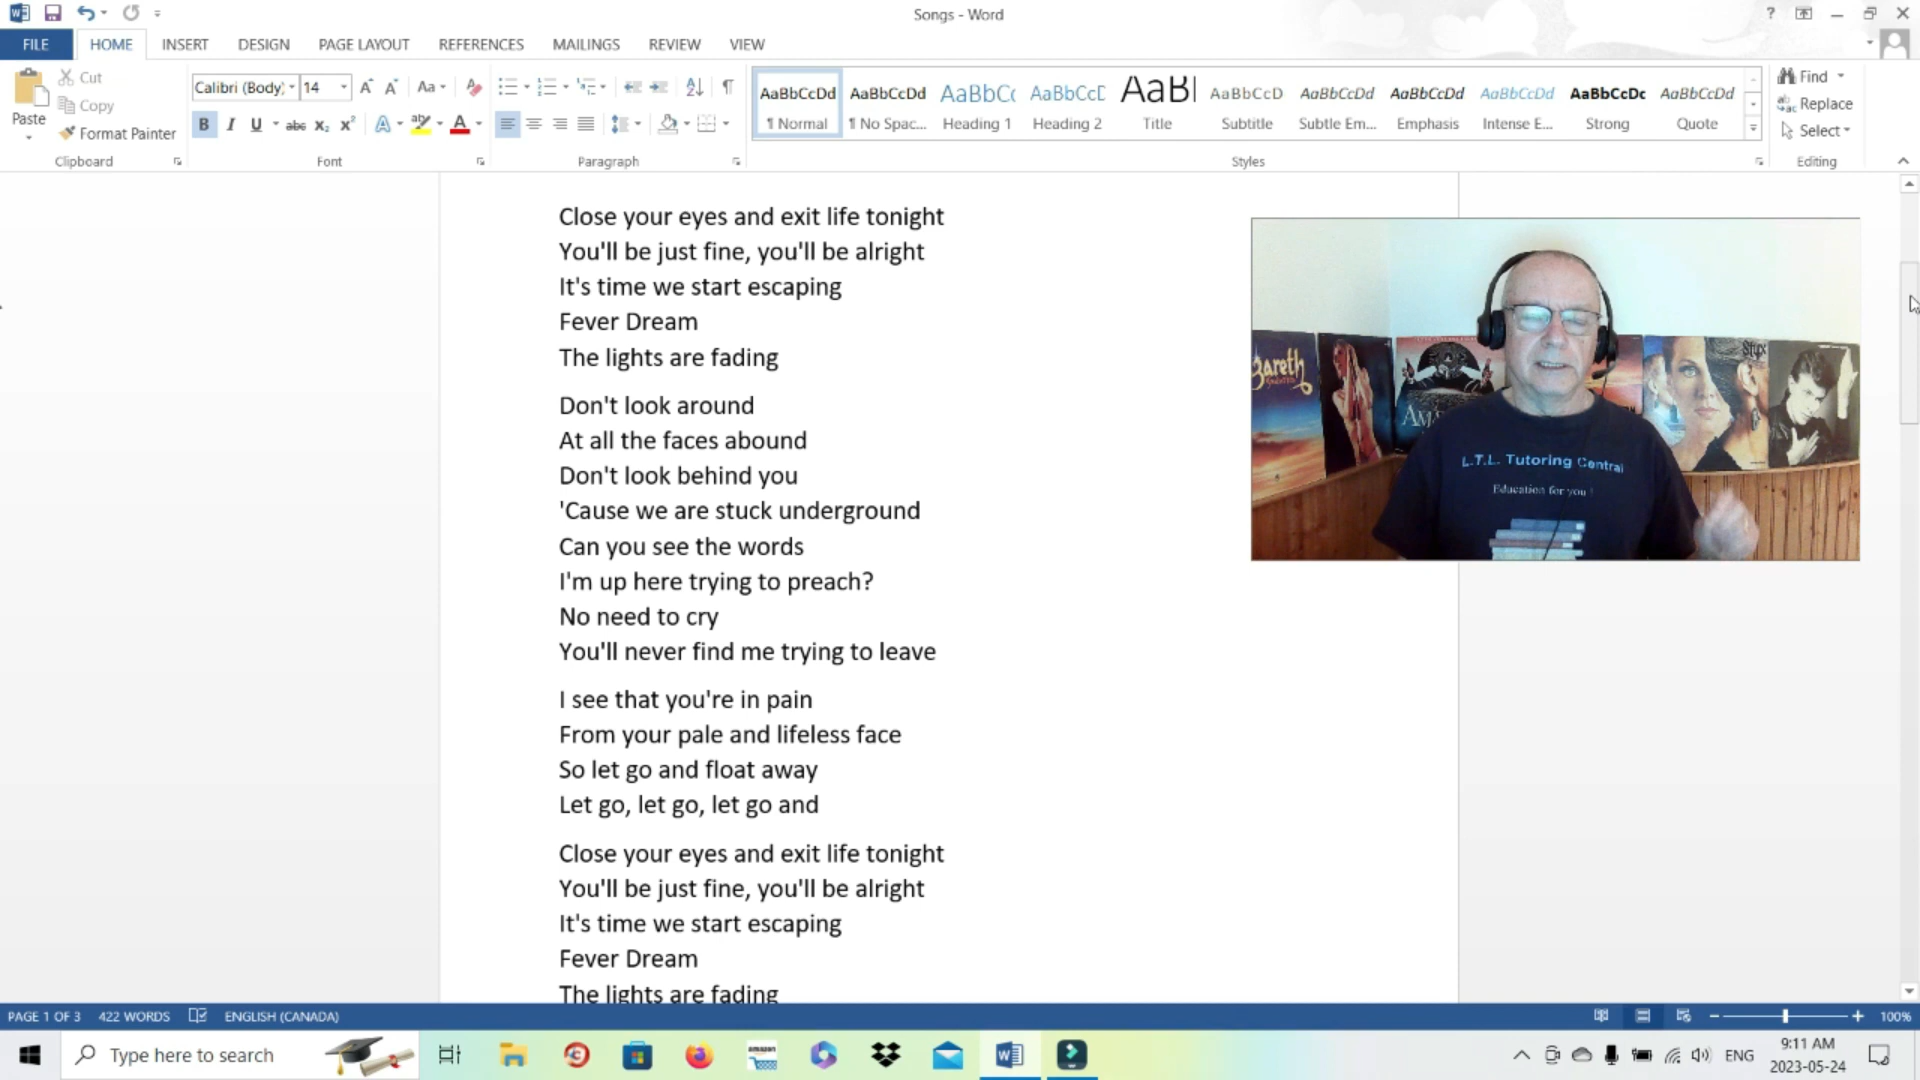 Songs - Word
FILE HOME INSERT DESIGN PAGE LAYOUT REFERENCES MAILINGS REVIEW VIEW
Paste
Cut
Copy
Format Painter
Clipboard
Calibri (Body) 14
Font
Paragraph
AaBbCcDd AaBbCcDd AaBbCc AaBbCcD AaBl AaBbCcD AaBbCcDd AaBbCcDd AaBbCcDd AaBbCcDc AaBbCcDd
¶ Normal ¶ No Spac... Heading 1 Heading 2 Title Subtitle Subtle Em... Emphasis Intense E... Strong Quote
Styles
Find
Replace
Select
Editing
Close your eyes and exit life tonight
You'll be just fine, you'll be alright
It's time we start escaping
Fever Dream
The lights are fading
Don't look around
At all the faces abound
Don't look behind you
'Cause we are stuck underground
Can you see the words
I'm up here trying to preach?
No need to cry
You'll never find me trying to leave
I see that you're in pain
From your pale and lifeless face
So let go and float away
Let go, let go, let go and
Close your eyes and exit life tonight
You'll be just fine, you'll be alright
It's time we start escaping
Fever Dream
The lights are fading
Styx
L.T.L. Tutoring Central
Education for you !
PAGE 1 OF 3 422 WORDS ENGLISH (CANADA) 100%
Type here to search
amazon
ENG
9:11 AM
2023-05-24